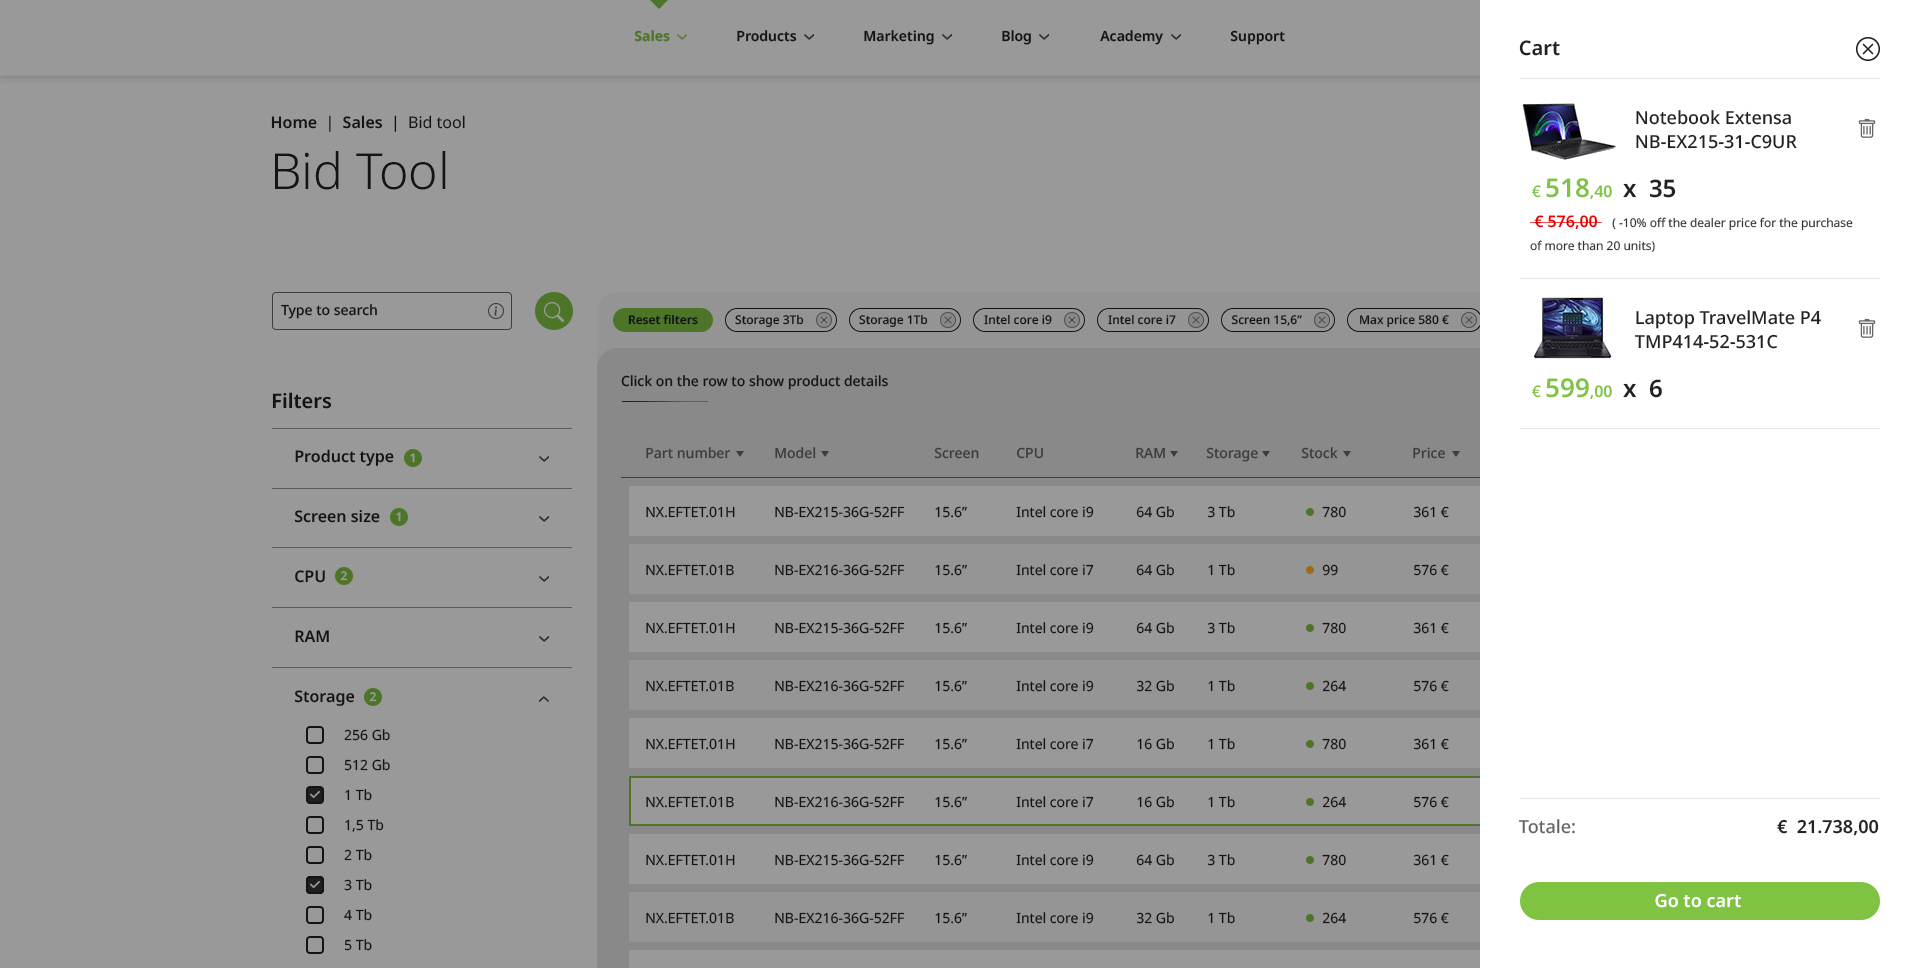 Sales
Products
Marketing
Blog
Academy
Support
Home | Sales | Bid tool
Bid Tool
Type to search
i
Filters
Product type 1
Screen size 1
CPU 2
RAM
Storage 2
256 Gb
512 Gb
1 Tb
1,5 Tb
2 Tb
3 Tb
4 Tb
5 Tb
Reset filters
Storage 3Tb
Storage 1Tb
Intel core i9
Intel core i7
Screen 15,6”
Max price 580 €
Click on the row to show product details
Part number Model Screen CPU RAM Storage Stock Price
NX.EFTET.01H NB-EX215-36G-52FF 15.6” Intel core i9 64 Gb 3 Tb 780 361 €
NX.EFTET.01B NB-EX216-36G-52FF 15.6” Intel core i7 64 Gb 1 Tb 99 576 €
NX.EFTET.01H NB-EX215-36G-52FF 15.6” Intel core i9 64 Gb 3 Tb 780 361 €
NX.EFTET.01B NB-EX216-36G-52FF 15.6” Intel core i9 32 Gb 1 Tb 264 576 €
NX.EFTET.01H NB-EX215-36G-52FF 15.6” Intel core i7 16 Gb 1 Tb 780 361 €
NX.EFTET.01B NB-EX216-36G-52FF 15.6” Intel core i7 16 Gb 1 Tb 264 576 €
NX.EFTET.01H NB-EX215-36G-52FF 15.6” Intel core i9 64 Gb 3 Tb 780 361 €
NX.EFTET.01B NB-EX216-36G-52FF 15.6” Intel core i9 32 Gb 1 Tb 264 576 €
Cart
Notebook Extensa
NB-EX215-31-C9UR
€ 518,40 x 35
€ 576,00 ( -10% off the dealer price for the purchase
of more than 20 units)
Laptop TravelMate P4
TMP414-52-531C
€ 599,00 x 6
Totale: € 21.738,00
Go to cart